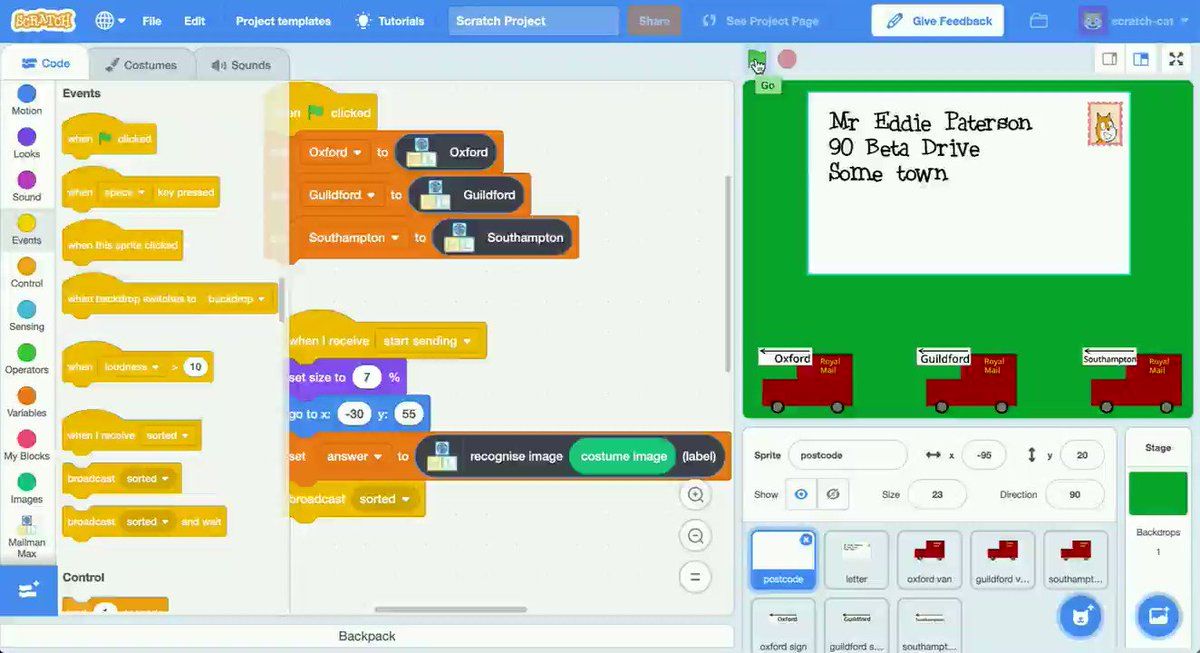 SCRATCH
File
Edit
Project templates
Tutorials
Scratch Project
Share
See Project Page
Give Feedback
scratch-cat
Code
Costumes
Sounds
Go
Motion
Looks
Sound
Events
Control
Sensing
Operators
Variables
My Blocks
Images
Mailman
Max
Events
when clicked
when space key pressed
when this sprite clicked
when backdrop switches to backdrop
when loudness > 10
when I receive sorted
broadcast sorted
broadcast sorted and wait
Control
clicked
Oxford to Oxford
Guildford to Guildford
Southampton to Southampton
when I receive start sending
set size to 7 %
go to x: -30 y: 55
set answer to recognise image costume image (label)
broadcast sorted
Backpack
Mr Eddie Paterson
90 Beta Drive
Some town
Oxford
Royal
Mail
Guildford
Royal
Mail
Southampton
Royal
Mail
Sprite postcode x -95 y 20
Show Size 23 Direction 90
postcode
letter
oxford van
guildford v...
southampt...
Oxford
oxford sign
Guildford
guildford s...
Southampton
southampt...
Stage
Backdrops
1